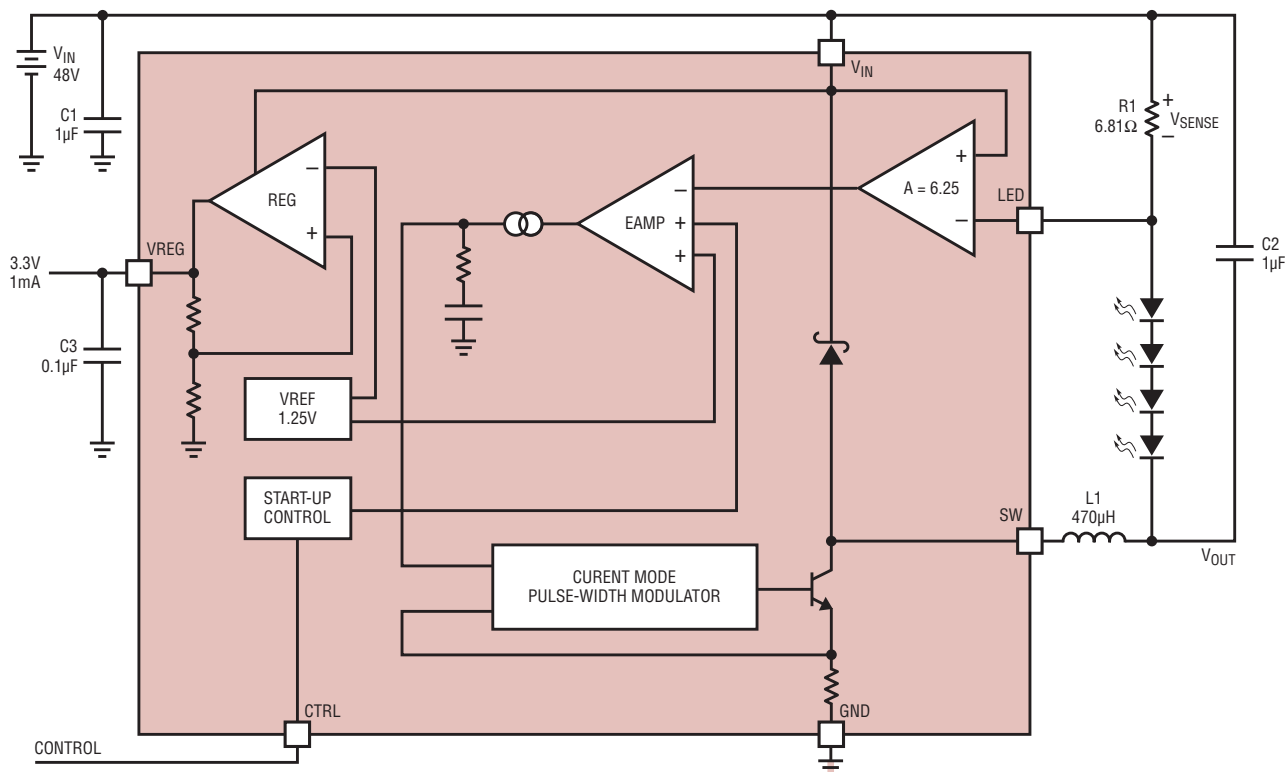 VIN
48V
C1
1µF
VIN
R1
6.81Ω
+
VSENSE
–
REG
–
+
EAMP
–
+
+
A = 6.25
+
–
LED
C2
1µF
VREG
3.3V
1mA
C3
0.1µF
VREF
1.25V
START-UP
CONTROL
SW
L1
470µH
VOUT
CURENT MODE
PULSE-WIDTH MODULATOR
CTRL
GND
CONTROL